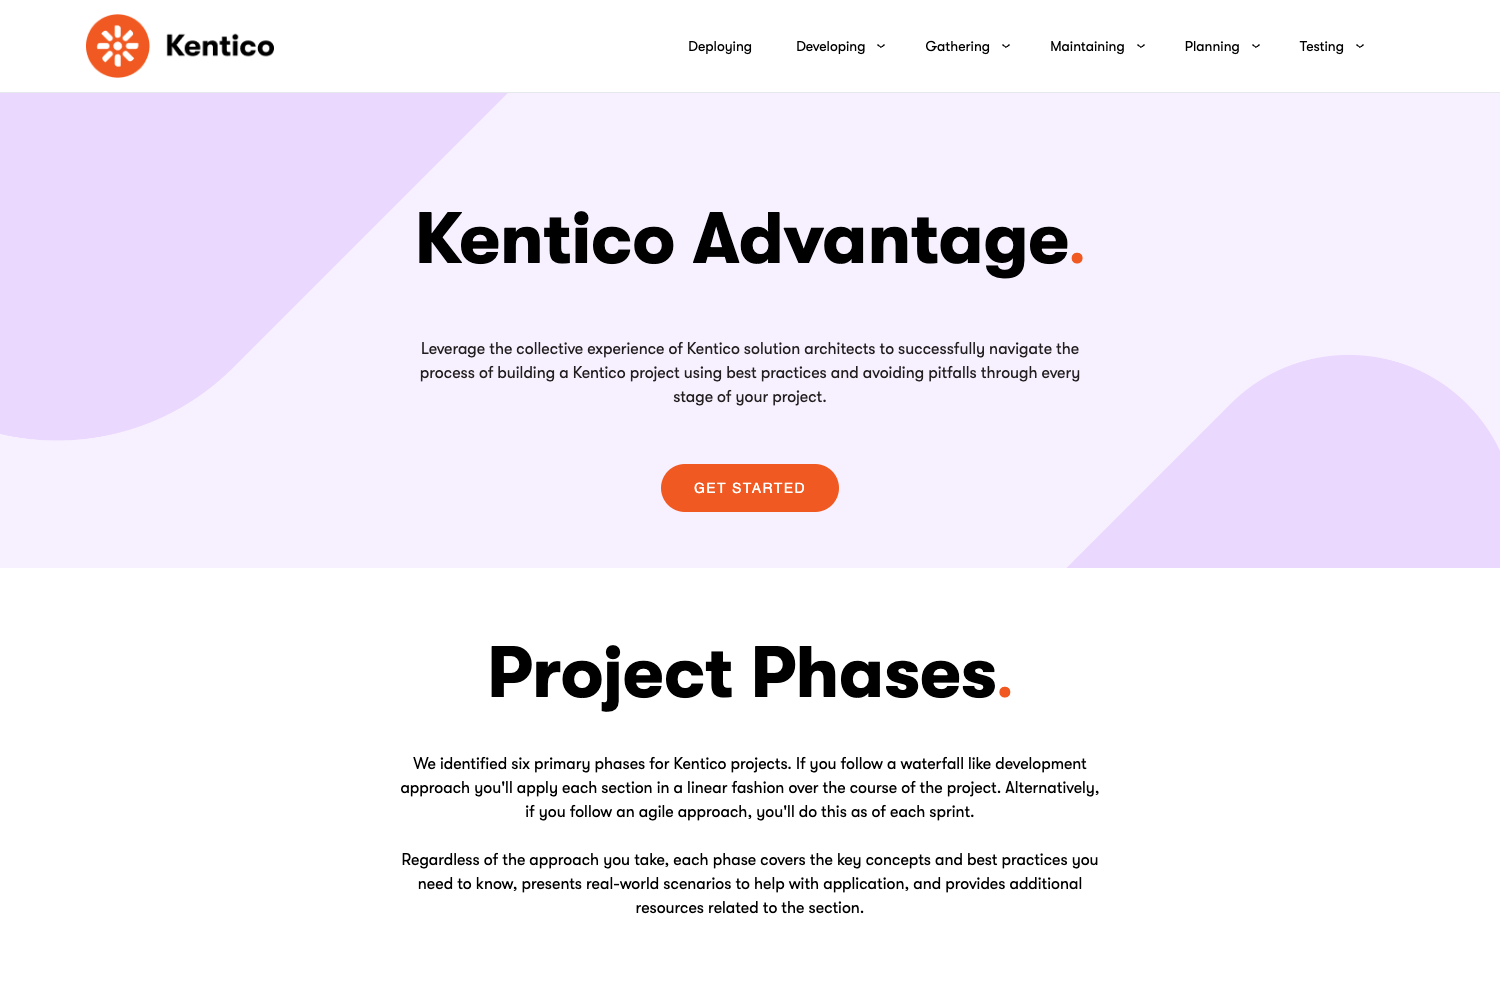 Kentico
Deploying
Developing
Gathering
Maintaining
Planning
Testing
Kentico Advantage.
Leverage the collective experience of Kentico solution architects to successfully navigate the
process of building a Kentico project using best practices and avoiding pitfalls through every
stage of your project.
GET STARTED
Project Phases.
We identified six primary phases for Kentico projects. If you follow a waterfall like development
approach you'll apply each section in a linear fashion over the course of the project. Alternatively,
if you follow an agile approach, you'll do this as of each sprint.
Regardless of the approach you take, each phase covers the key concepts and best practices you
need to know, presents real-world scenarios to help with application, and provides additional
resources related to the section.